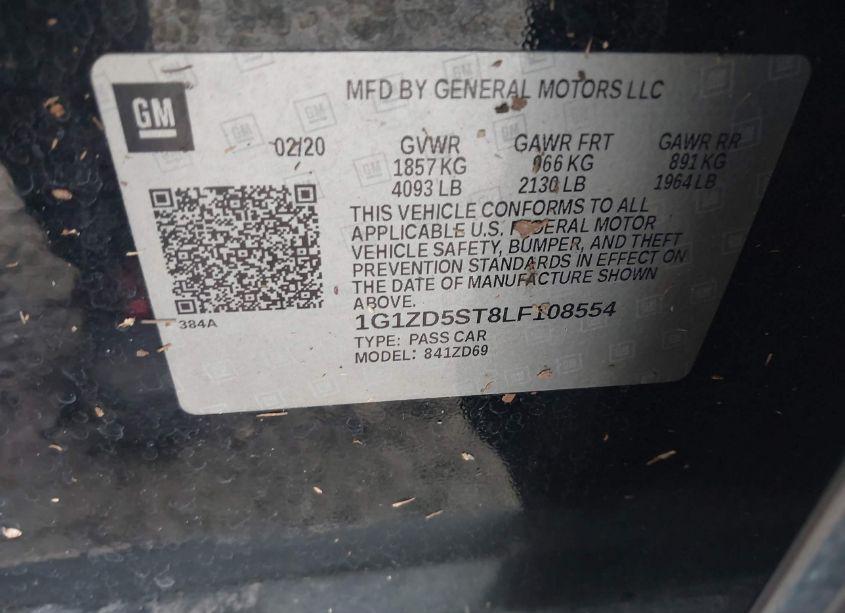 GM
MFD BY GENERAL MOTORS LLC
02/20 GVWR GAWR FRT GAWR RR
1857 KG 966 KG 891 KG
4093 LB 2130 LB 1964 LB
THIS VEHICLE CONFORMS TO ALL
APPLICABLE U.S. FEDERAL MOTOR
VEHICLE SAFETY, BUMPER, AND THEFT
PREVENTION STANDARDS IN EFFECT ON
THE DATE OF MANUFACTURE SHOWN
ABOVE.
384A
1G1ZD5ST8LF108554
TYPE: PASS CAR
MODEL: 841ZD69